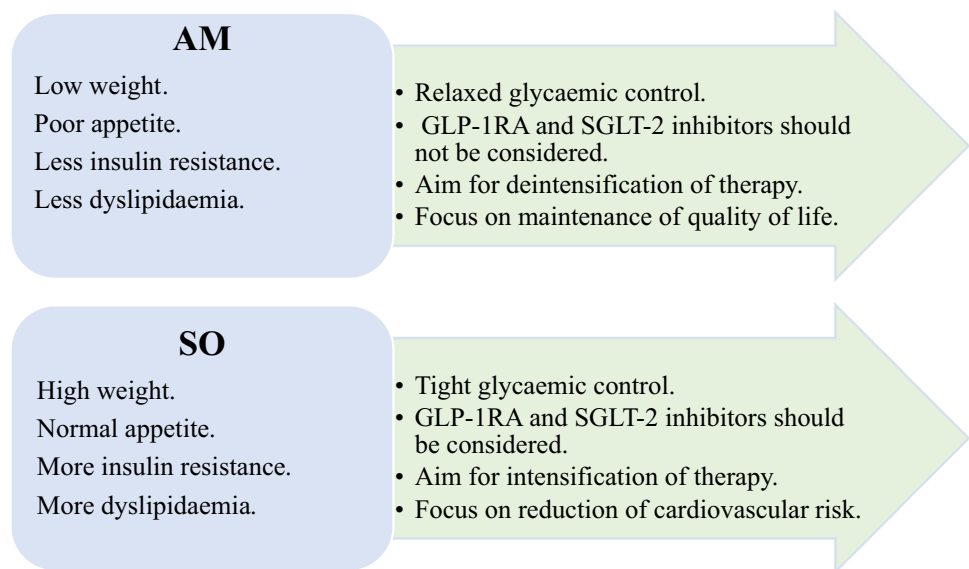 AM
Low weight.
Poor appetite.
Less insulin resistance.
Less dyslipidaemia.
• Relaxed glycaemic control.
• GLP-1RA and SGLT-2 inhibitors should
not be considered.
• Aim for deintensification of therapy.
• Focus on maintenance of quality of life.
SO
High weight.
Normal appetite.
More insulin resistance.
More dyslipidaemia.
• Tight glycaemic control.
• GLP-1RA and SGLT-2 inhibitors should
be considered.
• Aim for intensification of therapy.
• Focus on reduction of cardiovascular risk.